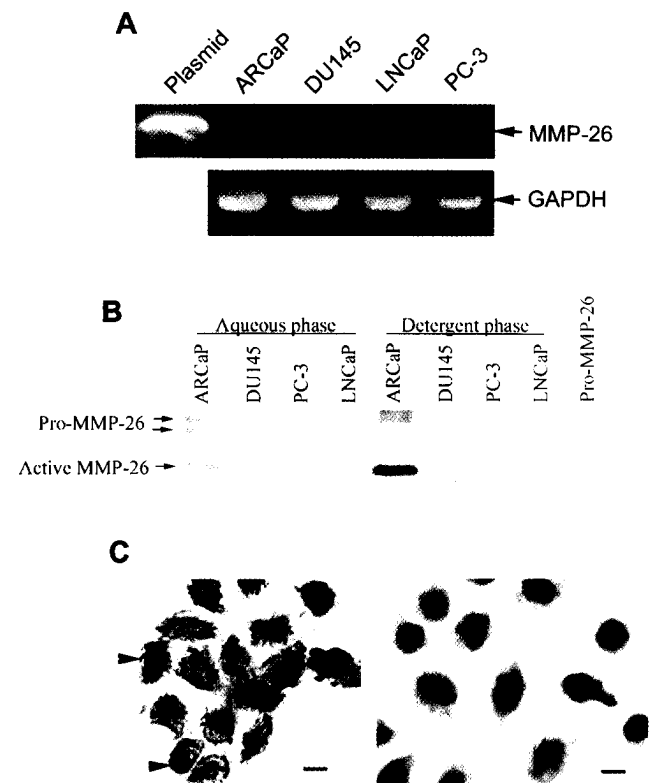 A
Plasmid ARCaP DU145 LNCaP PC-3
MMP-26
GAPDH
B
Aqueous phase Detergent phase
ARCaP DU145 PC-3 LNCaP ARCaP DU145 PC-3 LNCaP Pro-MMP-26
Pro-MMP-26
Active MMP-26
C